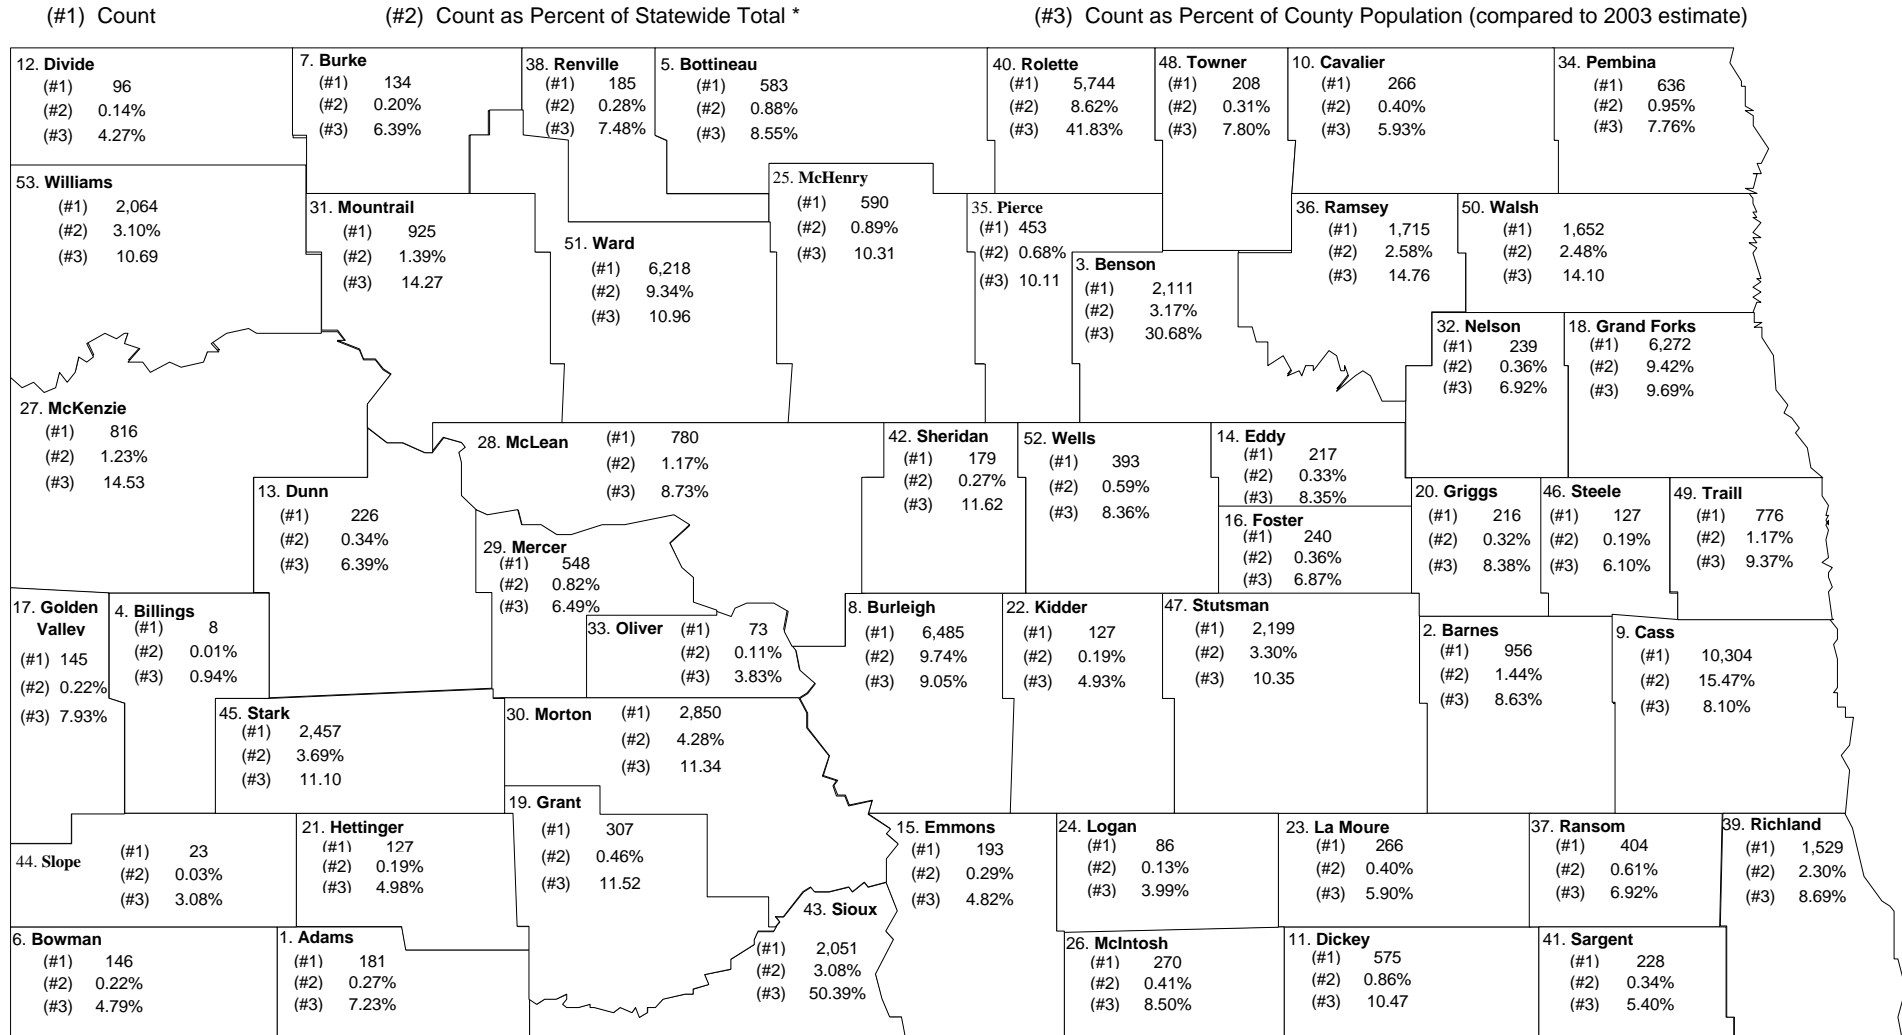 (#1) Count
(#2) Count as Percent of Statewide Total *
(#3) Count as Percent of County Population (compared to 2003 estimate)
12. Divide
(#1) 96
(#2) 0.14%
(#3) 4.27%
7. Burke
(#1) 134
(#2) 0.20%
(#3) 6.39%
38. Renville
(#1) 185
(#2) 0.28%
(#3) 7.48%
5. Bottineau
(#1) 583
(#2) 0.88%
(#3) 8.55%
40. Rolette
(#1) 5,744
(#2) 8.62%
(#3) 41.83%
48. Towner
(#1) 208
(#2) 0.31%
(#3) 7.80%
10. Cavalier
(#1) 266
(#2) 0.40%
(#3) 5.93%
34. Pembina
(#1) 636
(#2) 0.95%
(#3) 7.76%
53. Williams
(#1) 2,064
(#2) 3.10%
(#3) 10.69
31. Mountrail
(#1) 925
(#2) 1.39%
(#3) 14.27
51. Ward
(#1) 6,218
(#2) 9.34%
(#3) 10.96
25. McHenry
(#1) 590
(#2) 0.89%
(#3) 10.31
35. Pierce
(#1) 453
(#2) 0.68%
(#3) 10.11
3. Benson
(#1) 2,111
(#2) 3.17%
(#3) 30.68%
36. Ramsey
(#1) 1,715
(#2) 2.58%
(#3) 14.76
50. Walsh
(#1) 1,652
(#2) 2.48%
(#3) 14.10
32. Nelson
(#1) 239
(#2) 0.36%
(#3) 6.92%
18. Grand Forks
(#1) 6,272
(#2) 9.42%
(#3) 9.69%
27. McKenzie
(#1) 816
(#2) 1.23%
(#3) 14.53
28. McLean
(#1) 780
(#2) 1.17%
(#3) 8.73%
42. Sheridan
(#1) 179
(#2) 0.27%
(#3) 11.62
52. Wells
(#1) 393
(#2) 0.59%
(#3) 8.36%
14. Eddy
(#1) 217
(#2) 0.33%
(#3) 8.35%
13. Dunn
(#1) 226
(#2) 0.34%
(#3) 6.39%
29. Mercer
(#1) 548
(#2) 0.82%
(#3) 6.49%
16. Foster
(#1) 240
(#2) 0.36%
(#3) 6.87%
20. Griggs
(#1) 216
(#2) 0.32%
(#3) 8.38%
46. Steele
(#1) 127
(#2) 0.19%
(#3) 6.10%
49. Traill
(#1) 776
(#2) 1.17%
(#3) 9.37%
17. Golden
Valley
(#1) 145
(#2) 0.22%
(#3) 7.93%
4. Billings
(#1) 8
(#2) 0.01%
(#3) 0.94%
33. Oliver
(#1) 73
(#2) 0.11%
(#3) 3.83%
8. Burleigh
(#1) 6,485
(#2) 9.74%
(#3) 9.05%
22. Kidder
(#1) 127
(#2) 0.19%
(#3) 4.93%
47. Stutsman
(#1) 2,199
(#2) 3.30%
(#3) 10.35
2. Barnes
(#1) 956
(#2) 1.44%
(#3) 8.63%
9. Cass
(#1) 10,304
(#2) 15.47%
(#3) 8.10%
45. Stark
(#1) 2,457
(#2) 3.69%
(#3) 11.10
30. Morton
(#1) 2,850
(#2) 4.28%
(#3) 11.34
44. Slope
(#1) 23
(#2) 0.03%
(#3) 3.08%
21. Hettinger
(#1) 127
(#2) 0.19%
(#3) 4.98%
19. Grant
(#1) 307
(#2) 0.46%
(#3) 11.52
15. Emmons
(#1) 193
(#2) 0.29%
(#3) 4.82%
24. Logan
(#1) 86
(#2) 0.13%
(#3) 3.99%
23. La Moure
(#1) 266
(#2) 0.40%
(#3) 5.90%
37. Ransom
(#1) 404
(#2) 0.61%
(#3) 6.92%
39. Richland
(#1) 1,529
(#2) 2.30%
(#3) 8.69%
6. Bowman
(#1) 146
(#2) 0.22%
(#3) 4.79%
1. Adams
(#1) 181
(#2) 0.27%
(#3) 7.23%
43. Sioux
(#1) 2,051
(#2) 3.08%
(#3) 50.39%
26. McIntosh
(#1) 270
(#2) 0.41%
(#3) 8.50%
11. Dickey
(#1) 575
(#2) 0.86%
(#3) 10.47
41. Sargent
(#1) 228
(#2) 0.34%
(#3) 5.40%